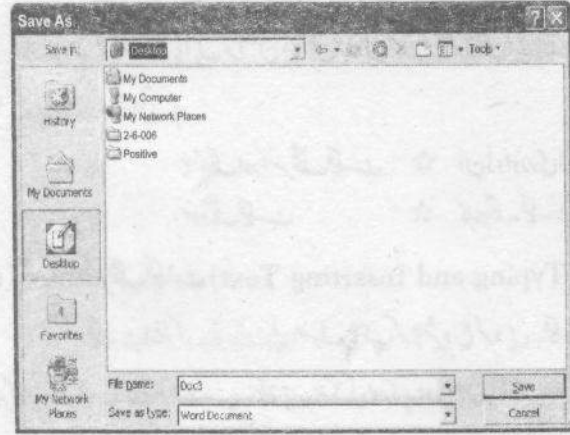 Save As
Save in: Desktop Tools
My Documents
My Computer
My Network Places
2-6-006
Positive
History
My Documents
Desktop
Favorites
My Network Places
File name: Doc3 Save
Save as type: Word Document Cancel
Typing and Inserting Text